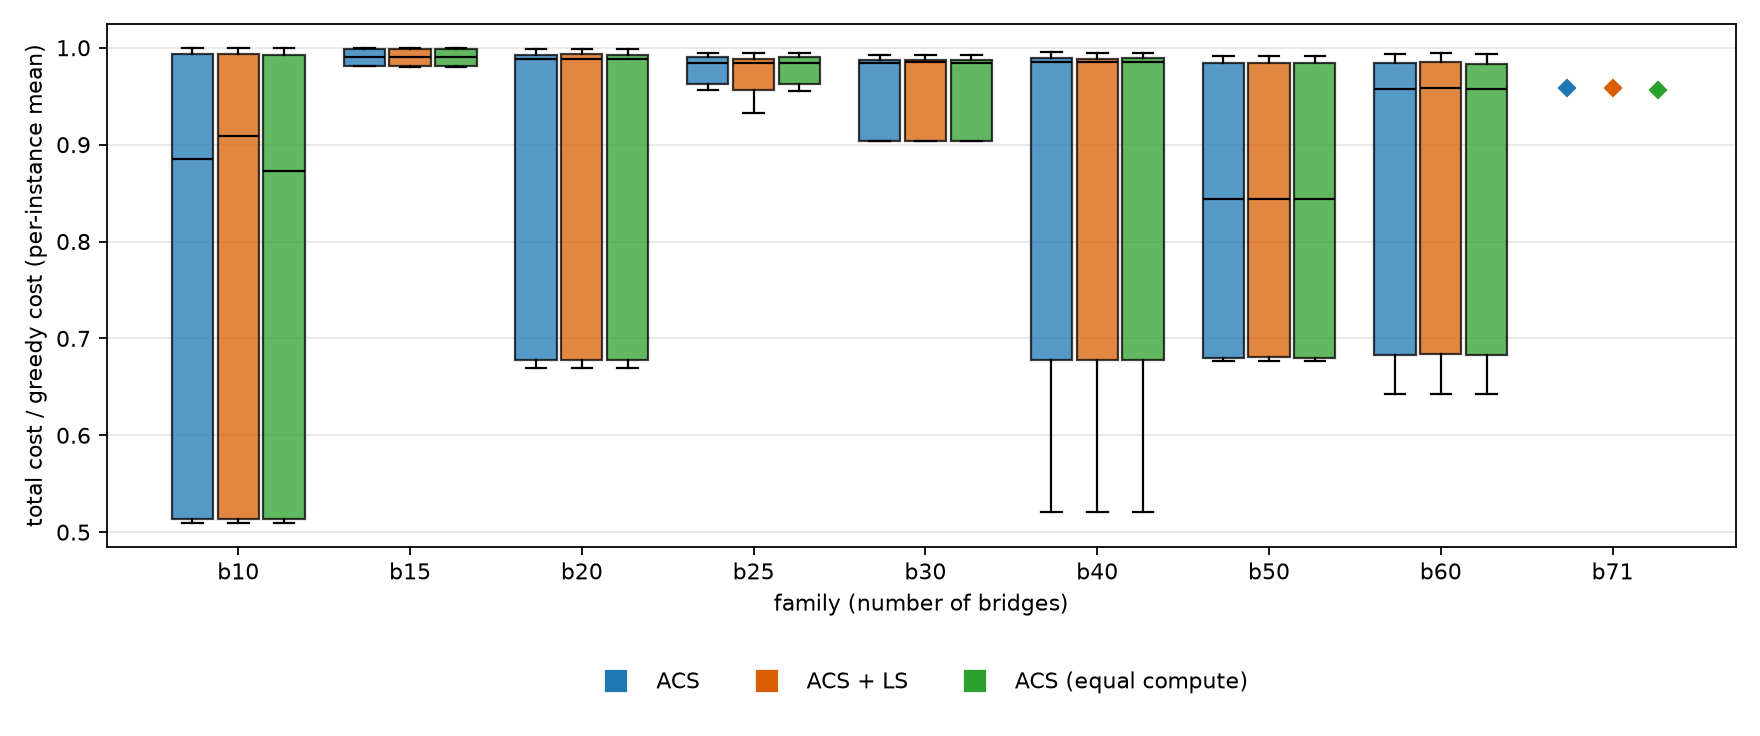 total cost / greedy cost (per-instance mean)
1.0
0.9
0.8
0.7
0.6
0.5
b10 b15 b20 b25 b30 b40 b50 b60 b71
family (number of bridges)
ACS ACS + LS ACS (equal compute)